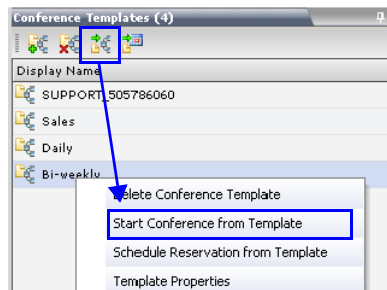 Conference Templates (4)
Display Name
SUPPORT_505786060
Sales
Daily
Bi-weekly
Delete Conference Template
Start Conference from Template
Schedule Reservation from Template
Template Properties